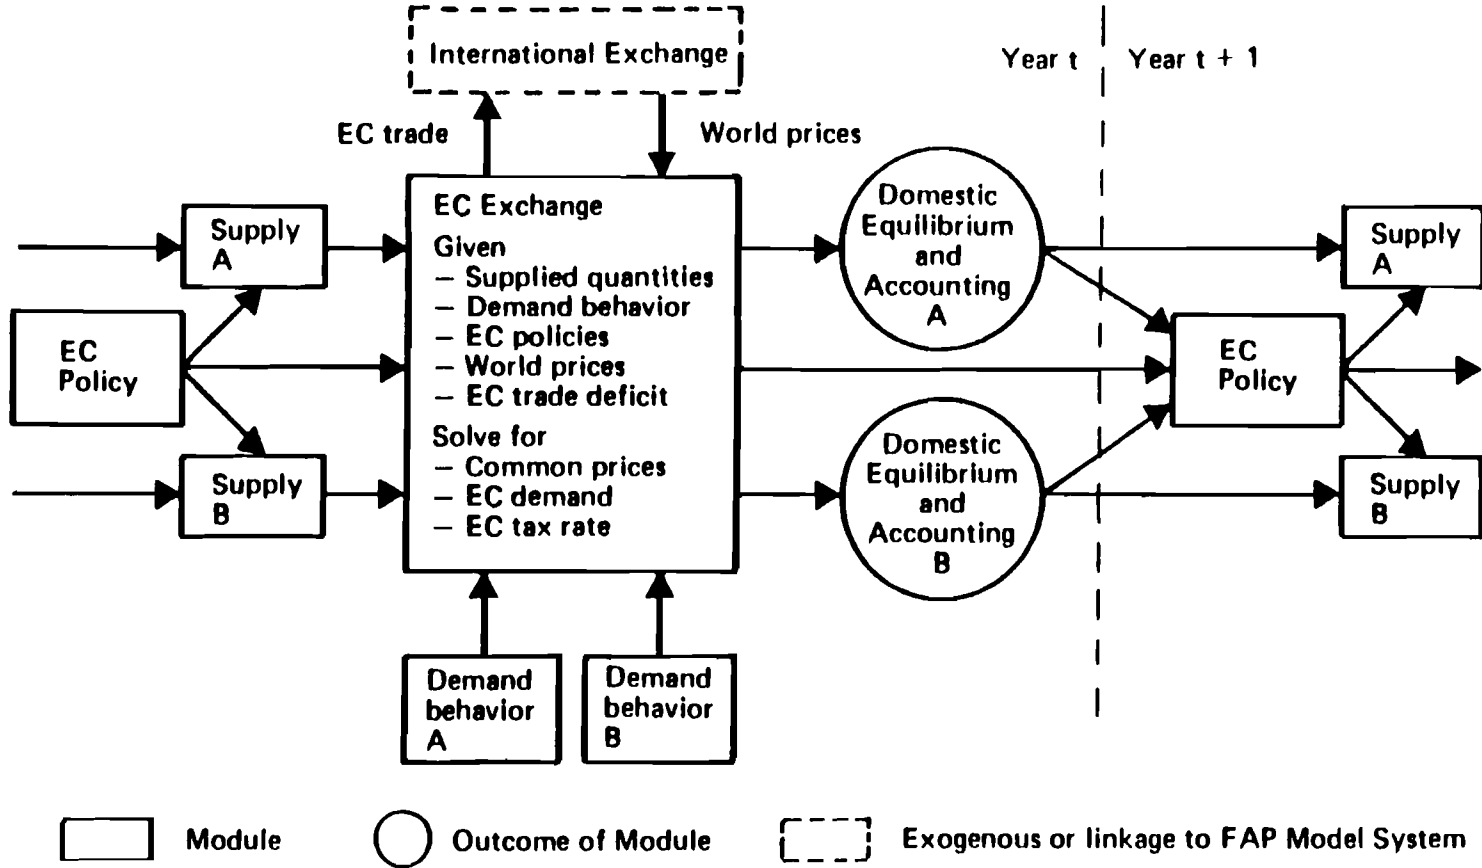 International Exchange
Year t
Year t + 1
EC trade
World prices
Supply
A
EC
Policy
Supply
B
EC Exchange
Given
– Supplied quantities
– Demand behavior
– EC policies
– World prices
– EC trade deficit
Solve for
– Common prices
– EC demand
– EC tax rate
Domestic
Equilibrium
and
Accounting
A
Domestic
Equilibrium
and
Accounting
B
EC
Policy
Supply
A
Supply
B
Demand
behavior
A
Demand
behavior
B
Module
Outcome of Module
Exogenous or linkage to FAP Model System